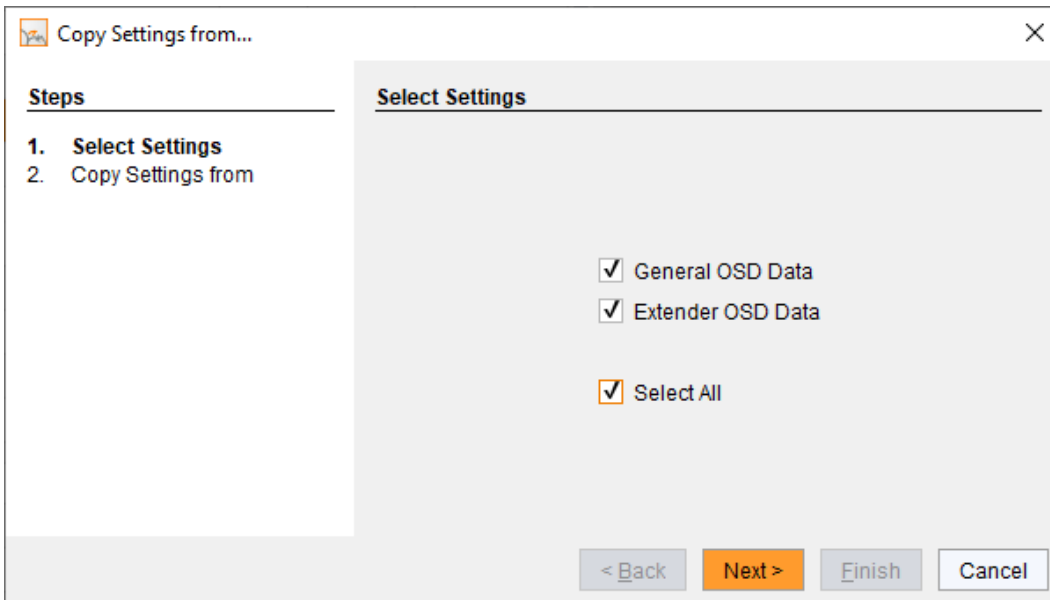 Copy Settings from...
Steps
1. Select Settings
2. Copy Settings from
Select Settings
General OSD Data
Extender OSD Data
Select All
< Back
Next >
Finish
Cancel